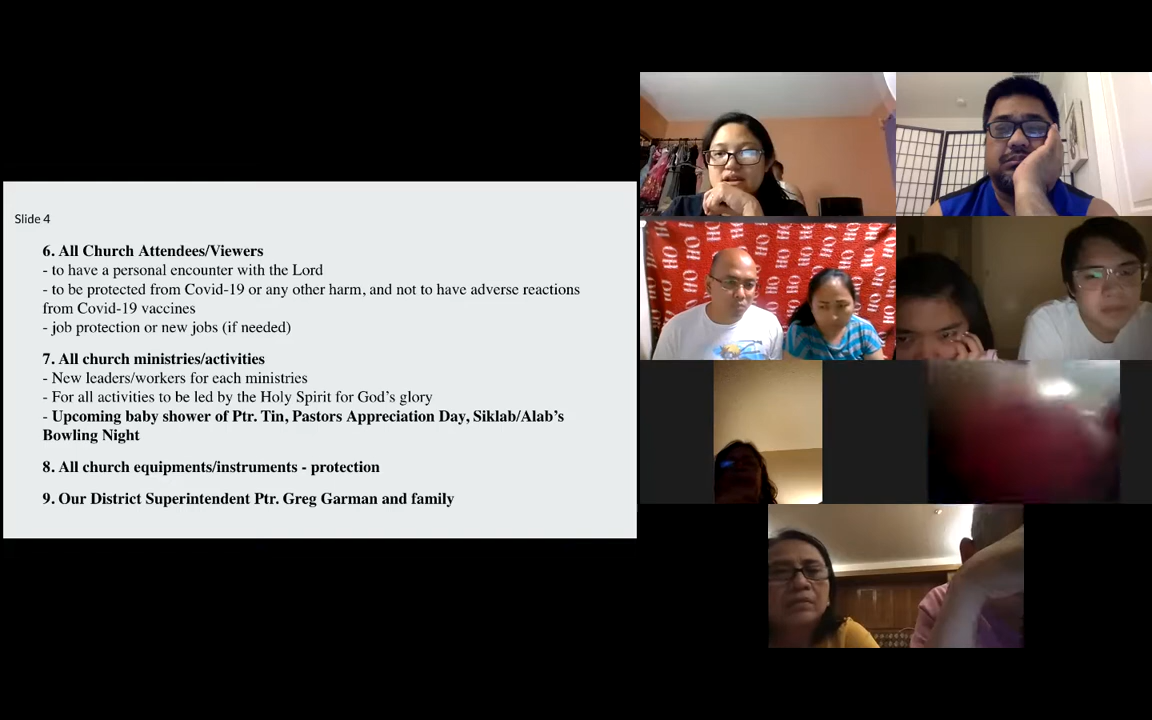 Slide 4
6. All Church Attendees/Viewers
- to have a personal encounter with the Lord
- to be protected from Covid-19 or any other harm, and not to have adverse reactions
from Covid-19 vaccines
- job protection or new jobs (if needed)
7. All church ministries/activities
- New leaders/workers for each ministries
- For all activities to be led by the Holy Spirit for God’s glory
- Upcoming baby shower of Ptr. Tin, Pastors Appreciation Day, Siklab/Alab’s
Bowling Night
8. All church equipments/instruments - protection
9. Our District Superintendent Ptr. Greg Garman and family
HO HO HO